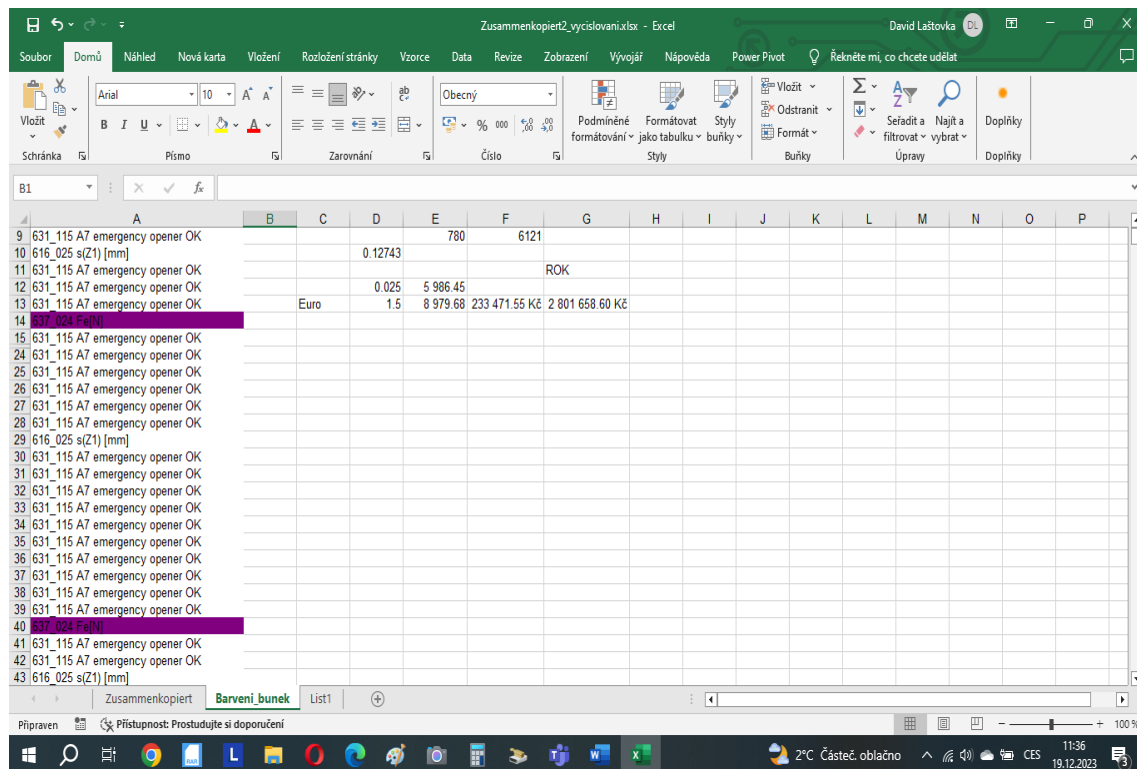 Zusammenkopiert2_vycislovani.xlsx - Excel David Laštovka DL
Soubor Domů Náhled Nová karta Vložení Rozložení stránky Vzorce Data Revize Zobrazení Vývojář Nápověda Power Pivot Řekněte mi, co chcete udělat
Arial 10 A A ab Obecný Vložit Σ A Z
B I U A % 000 Odstranit
Vložit Podmíněné Formátovat Styly Formát Seřadit a Najít a Doplňky
formátování jako tabulku buňky filtrovat vybrat
Schránka Písmo Zarovnání Číslo Styly Buňky Úpravy Doplňky
B1 fx
A B C D E F G H I J K L M N O P
9 631_115 A7 emergency opener OK 780 6121
10 616_025 s(Z1) [mm] 0.12743
11 631_115 A7 emergency opener OK ROK
12 631_115 A7 emergency opener OK 0.025 5 986.45
13 631_115 A7 emergency opener OK Euro 1.5 8 979.68 233 471.55 Kč 2 801 658.60 Kč
14 637_024 Fe[N]
15 631_115 A7 emergency opener OK
24 631_115 A7 emergency opener OK
25 631_115 A7 emergency opener OK
26 631_115 A7 emergency opener OK
27 631_115 A7 emergency opener OK
28 631_115 A7 emergency opener OK
29 616_025 s(Z1) [mm]
30 631_115 A7 emergency opener OK
31 631_115 A7 emergency opener OK
32 631_115 A7 emergency opener OK
33 631_115 A7 emergency opener OK
34 631_115 A7 emergency opener OK
35 631_115 A7 emergency opener OK
36 631_115 A7 emergency opener OK
37 631_115 A7 emergency opener OK
38 631_115 A7 emergency opener OK
39 631_115 A7 emergency opener OK
40 637_024 Fe[N]
41 631_115 A7 emergency opener OK
42 631_115 A7 emergency opener OK
43 616_025 s(Z1) [mm]
Zusammenkopiert Barveni_bunek List1
Připraven Přístupnost: Prostudujte si doporučení 100 %
L 2°C Částeč. oblačno CES 11:36
19.12.2023 3